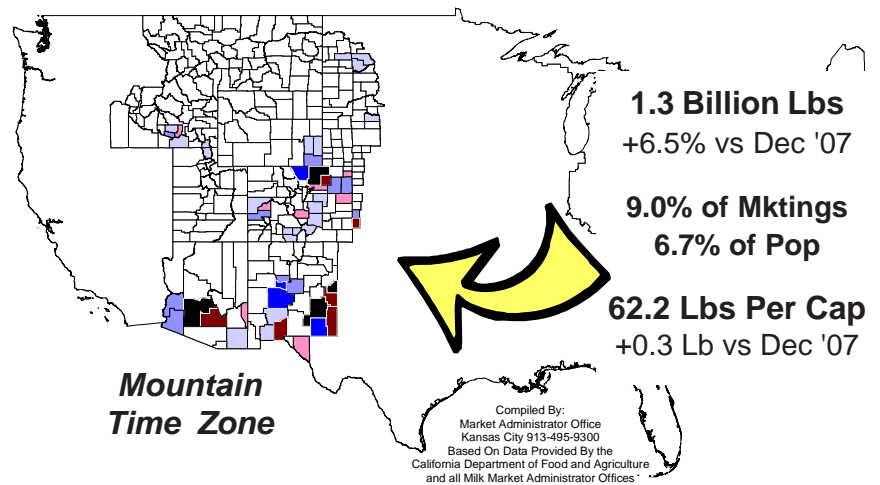 1.3 Billion Lbs
+6.5% vs Dec '07
9.0% of Mktings
6.7% of Pop
62.2 Lbs Per Cap
+0.3 Lb vs Dec '07
Mountain
Time Zone
Compiled By:
Market Administrator Office
Kansas City 913-495-9300
Based On Data Provided By the
California Department of Food and Agriculture
and all Milk Market Administrator Offices